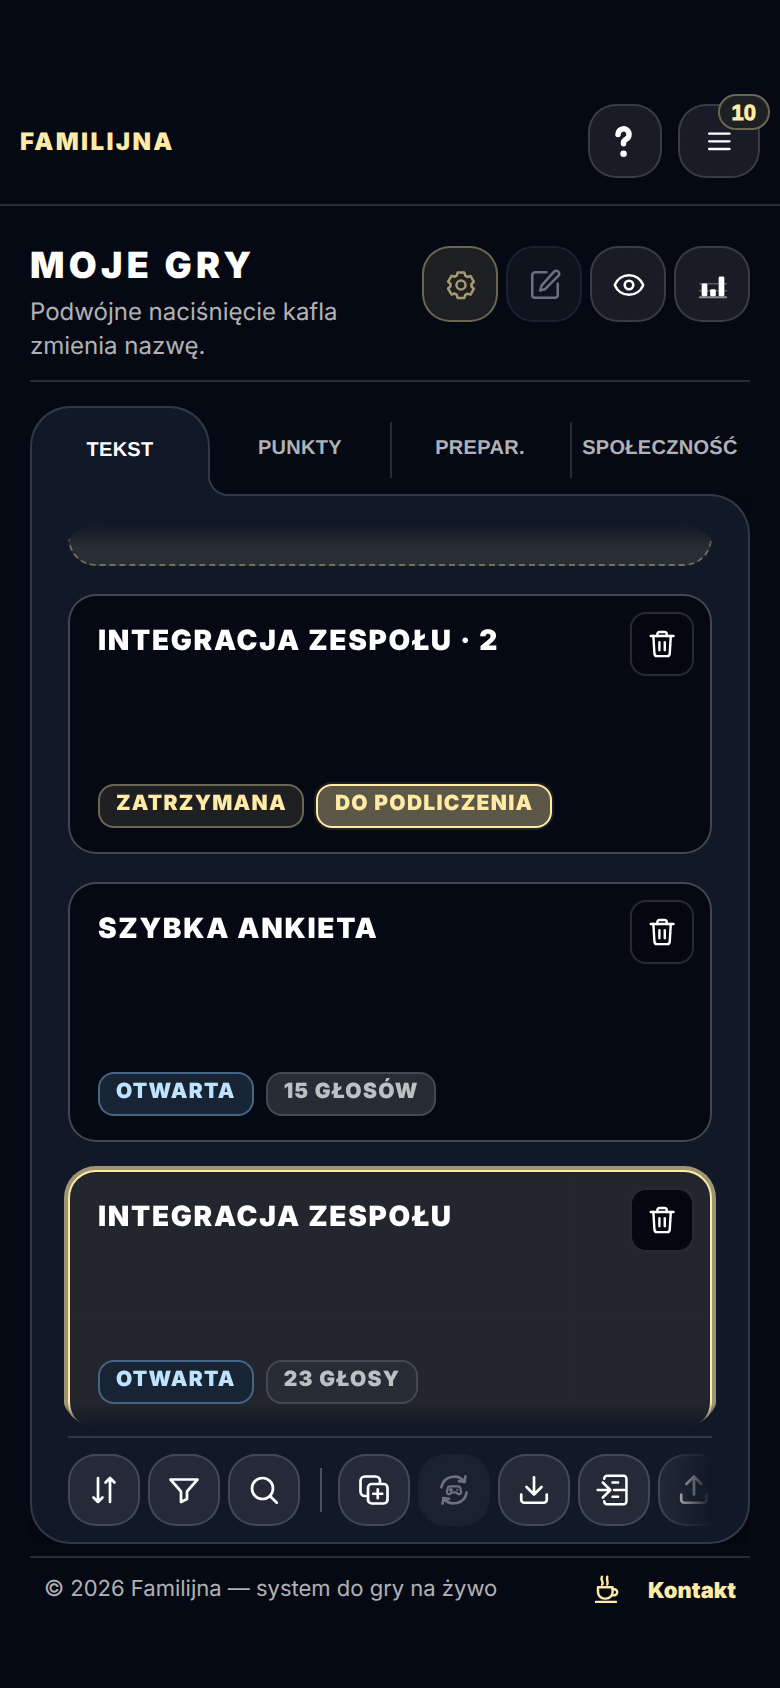 FAMILIJNA
?
10
MOJE GRY
Podwójne naciśnięcie kafla
zmienia nazwę.
TEKST
PUNKTY
PREPAR.
SPOŁECZNOŚĆ
INTEGRACJA ZESPOŁU · 2
ZATRZYMANA
DO PODLICZENIA
SZYBKA ANKIETA
OTWARTA
15 GŁOSÓW
INTEGRACJA ZESPOŁU
OTWARTA
23 GŁOSY
© 2026 Familijna — system do gry na żywo
Kontakt